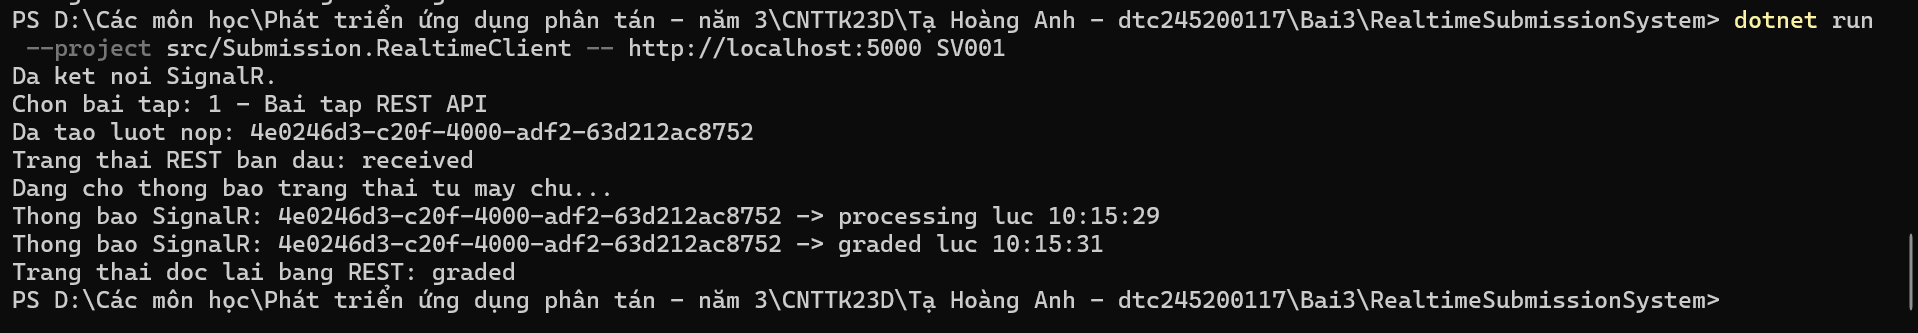 PS D:\Các môn học\Phát triển ứng dụng phân tán - năm 3\CNTTK23D\Tạ Hoàng Anh - dtc245200117\Bai3\RealtimeSubmissionSystem> dotnet run
 --project src/Submission.RealtimeClient -- http://localhost:5000 SV001
Da ket noi SignalR.
Chon bai tap: 1 - Bai tap REST API
Da tao luot nop: 4e0246d3-c20f-4000-adf2-63d212ac8752
Trang thai REST ban dau: received
Dang cho thong bao trang thai tu may chu...
Thong bao SignalR: 4e0246d3-c20f-4000-adf2-63d212ac8752 -> processing luc 10:15:29
Thong bao SignalR: 4e0246d3-c20f-4000-adf2-63d212ac8752 -> graded luc 10:15:31
Trang thai doc lai bang REST: graded
PS D:\Các môn học\Phát triển ứng dụng phân tán - năm 3\CNTTK23D\Tạ Hoàng Anh - dtc245200117\Bai3\RealtimeSubmissionSystem>